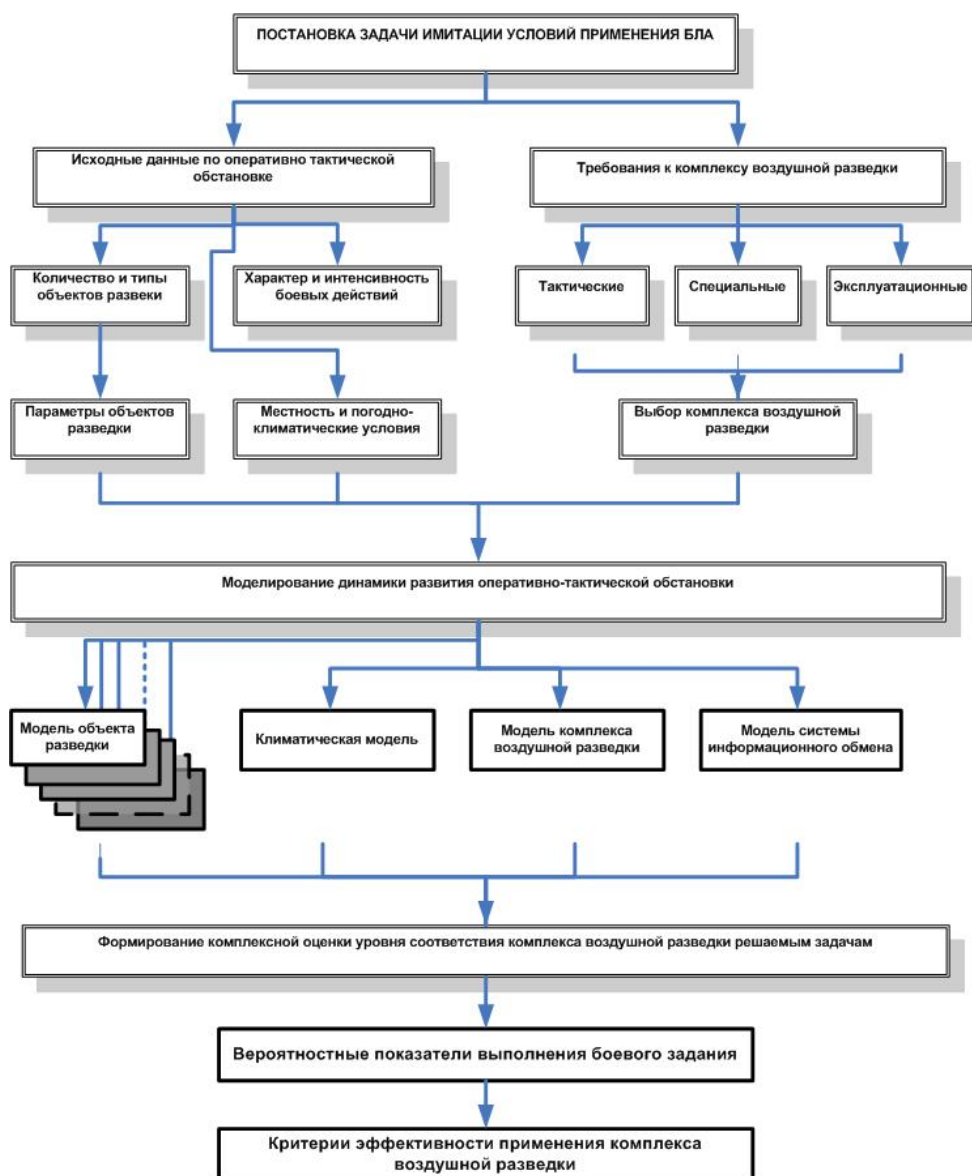 ПОСТАНОВКА ЗАДАЧИ ИМИТАЦИИ УСЛОВИЙ ПРИМЕНЕНИЯ БЛА
Исходные данные по оперативно тактической
обстановке
Требования к комплексу воздушной разведки
Количество и типы
объектов развеки
Характер и интенсивность
боевых действий
Тактические
Специальные
Эксплуатационные
Параметры объектов
разведки
Местность и погодно-
климатические условия
Выбор комплекса воздушной
разведки
Моделирование динамики развития оперативно-тактической обстановки
Модель объекта
разведки
Климатическая модель
Модель комплекса
воздушной разведки
Модель системы
информационного обмена
Формирование комплексной оценки уровня соответствия комплекса воздушной разведки решаемым задачам
Вероятностные показатели выполнения боевого задания
Критерии эффективности применения комплекса
воздушной разведки